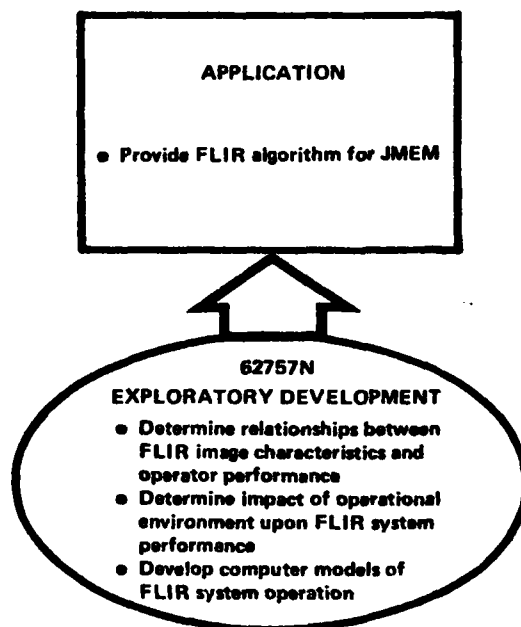 APPLICATION
● Provide FLIR algorithm for JMEM
62757N
EXPLORATORY DEVELOPMENT
● Determine relationships between
FLIR image characteristics and
operator performance
● Determine impact of operational
environment upon FLIR system
performance
● Develop computer models of
FLIR system operation